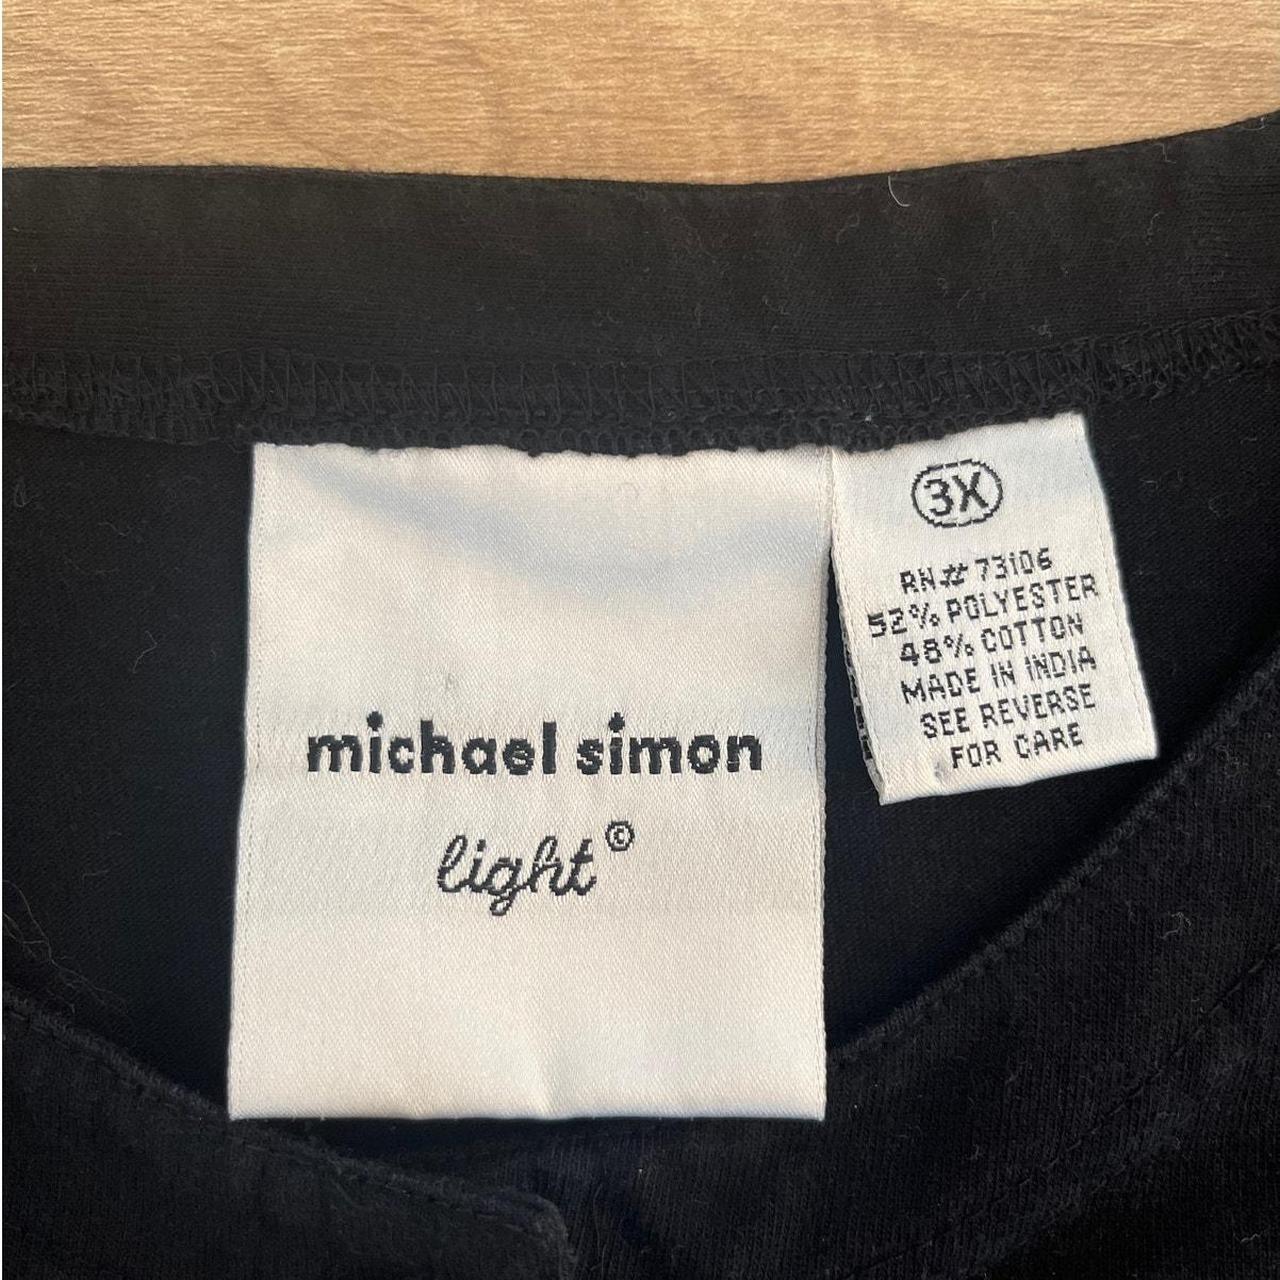 michael simon
light©
3X
RN# 73106
52% POLYESTER
48% COTTON
MADE IN INDIA
SEE REVERSE
FOR CARE